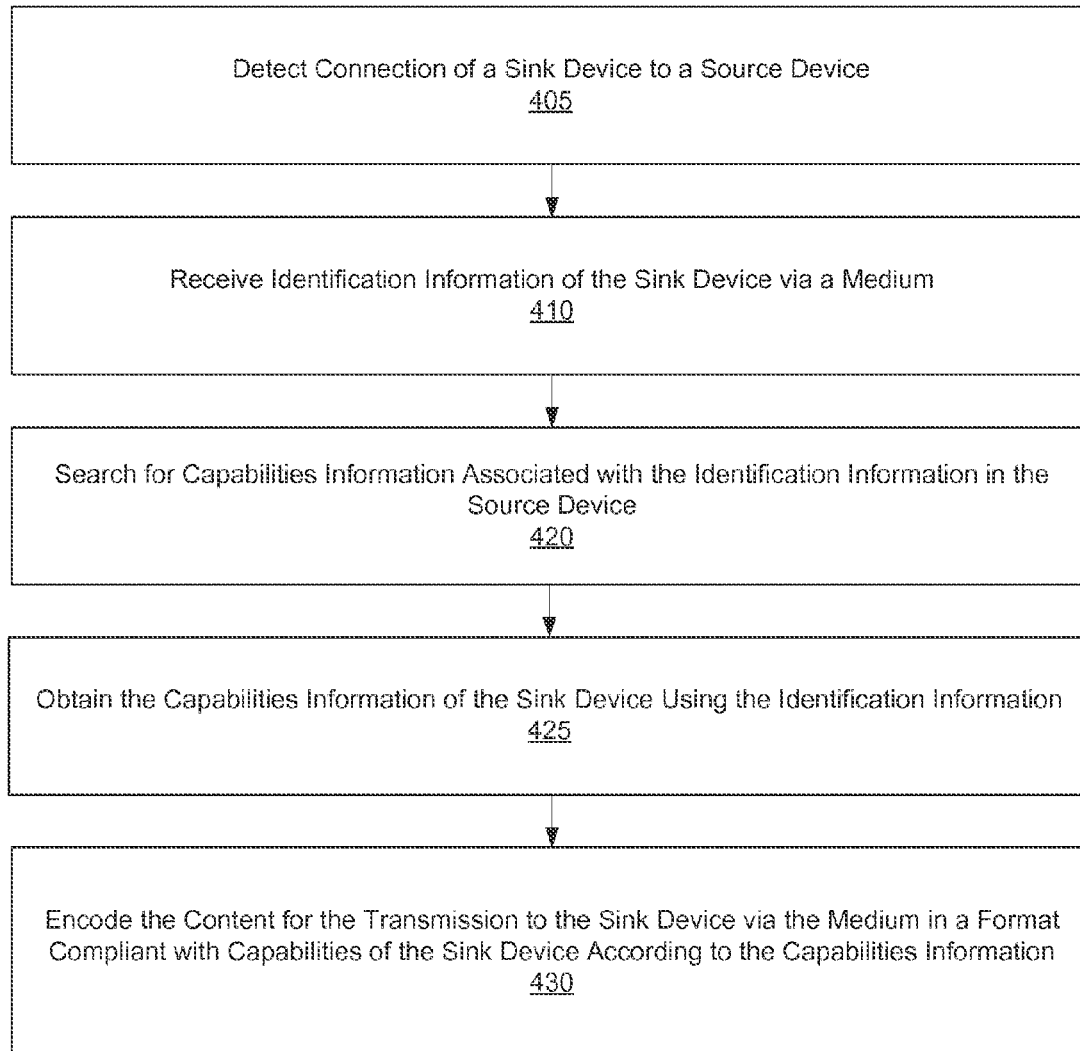 Detect Connection of a Sink Device to a Source Device
405
Receive Identification Information of the Sink Device via a Medium
410
Search for Capabilities Information Associated with the Identification Information in the
Source Device
420
Obtain the Capabilities Information of the Sink Device Using the Identification Information
425
Encode the Content for the Transmission to the Sink Device via the Medium in a Format
Compliant with Capabilities of the Sink Device According to the Capabilities Information
430